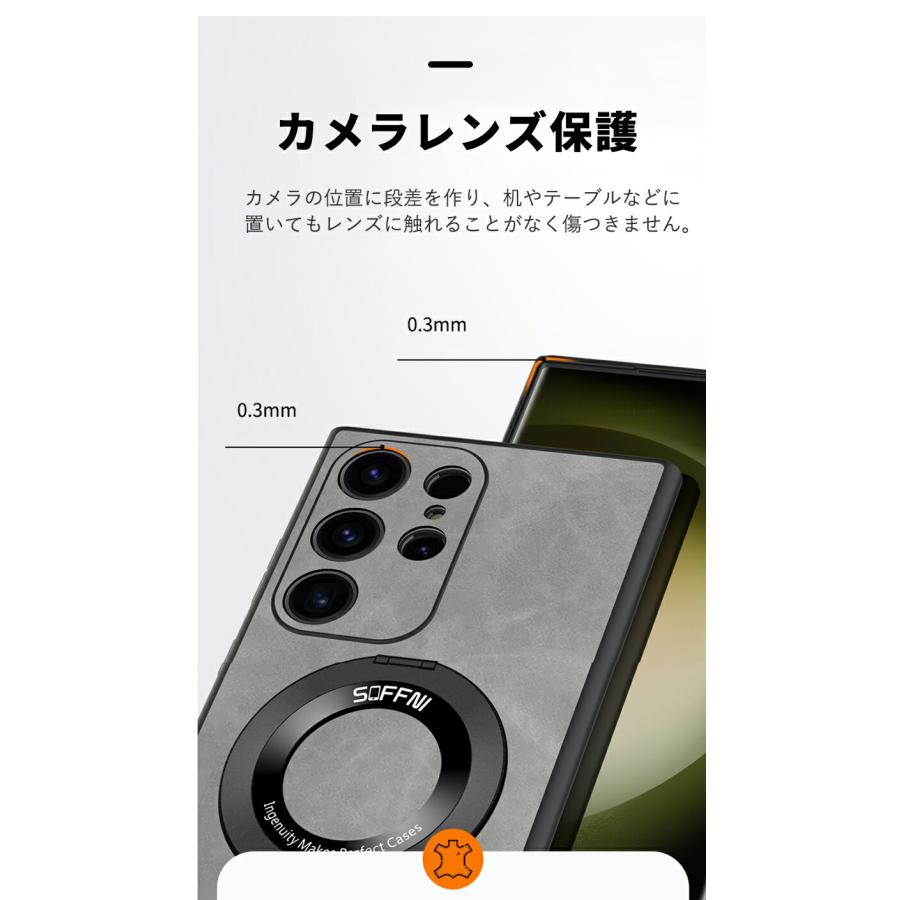 カメラレンズ保護
カメラの位置に段差を作り、机やテーブルなどに
置いてもレンズに触れることがなく傷つきません。
0.3mm
0.3mm
SOFFNI
Ingenuity Makes Perfect Cases